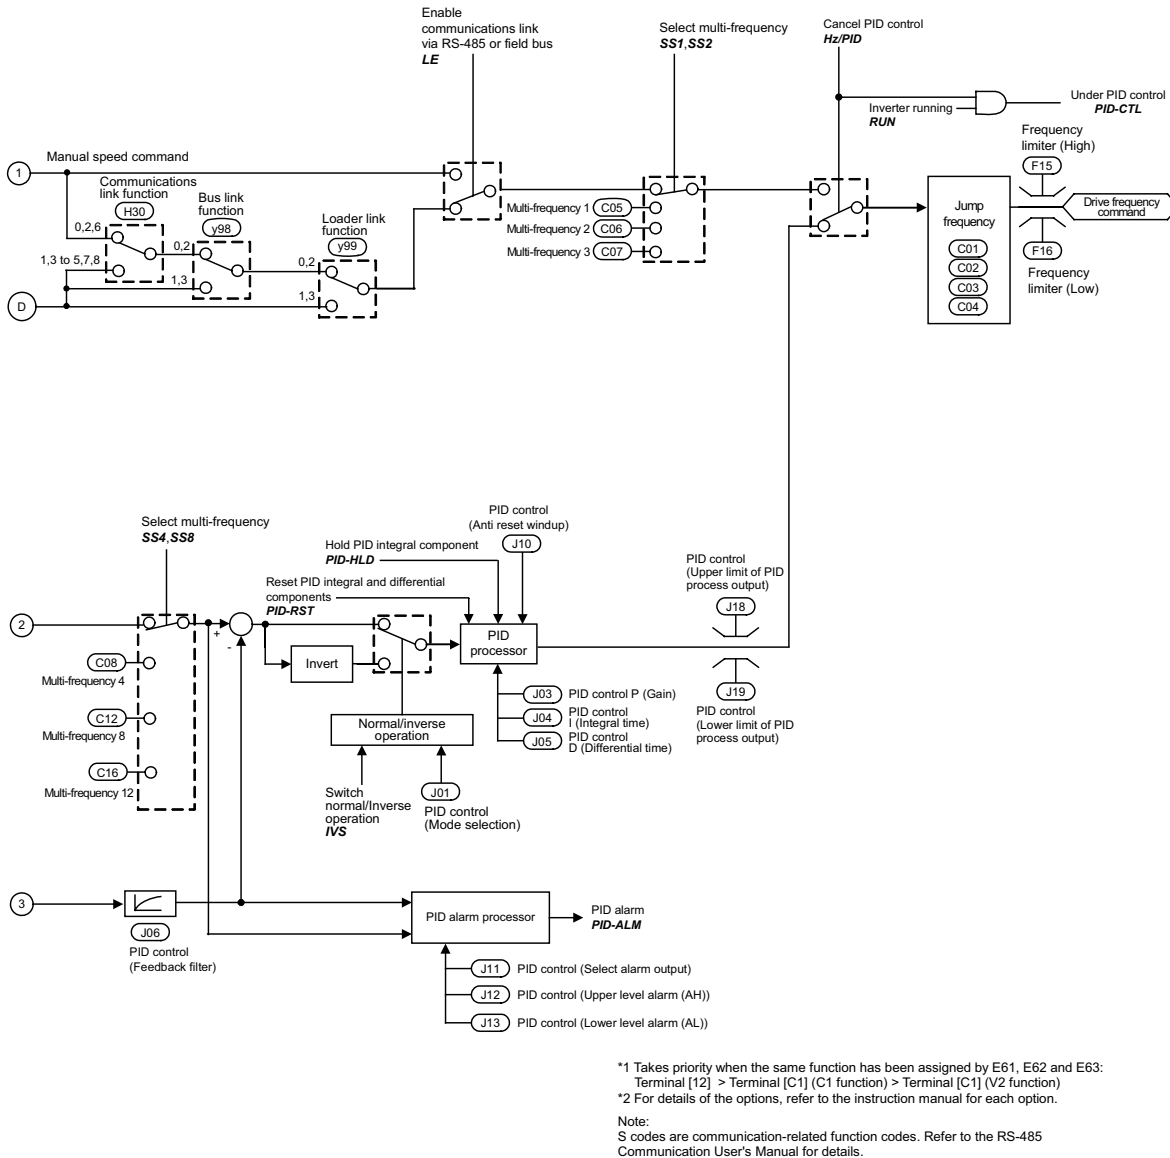 Enable
communications link
via RS-485 or field bus
LE
Select multi-frequency
SS1,SS2
Cancel PID control
Hz/PID
Inverter running
RUN
Under PID control
PID-CTL
Frequency
limiter (High)
F15
1
Manual speed command
Communications
link function
H30
0,2,6
1,3 to 5,7,8
Bus link
function
y98
0,2
1,3
Loader link
function
y99
0,2
1,3
D
Multi-frequency 1 C05
Multi-frequency 2 C06
Multi-frequency 3 C07
Jump
frequency
C01
C02
C03
C04
Drive frequency
command
F16
Frequency
limiter (Low)
Select multi-frequency
SS4,SS8
PID control
(Anti reset windup)
J10
Hold PID integral component
PID-HLD
Reset PID integral and differential
components
PID-RST
PID control
(Upper limit of PID
process output)
J18
2
+
-
C08
Multi-frequency 4
C12
Multi-frequency 8
C16
Multi-frequency 12
Invert
PID
processor
J03 PID control P (Gain)
J04 PID control
I (Integral time)
J05 PID control
D (Differential time)
J19
PID control
(Lower limit of PID
process output)
Normal/inverse
operation
Switch
normal/Inverse
operation
IVS
J01
PID control
(Mode selection)
3
J06
PID control
(Feedback filter)
PID alarm processor
PID alarm
PID-ALM
J11 PID control (Select alarm output)
J12 PID control (Upper level alarm (AH))
J13 PID control (Lower level alarm (AL))
*1 Takes priority when the same function has been assigned by E61, E62 and E63:
Terminal [12] > Terminal [C1] (C1 function) > Terminal [C1] (V2 function)
*2 For details of the options, refer to the instruction manual for each option.
Note:
S codes are communication-related function codes. Refer to the RS-485
Communication User's Manual for details.